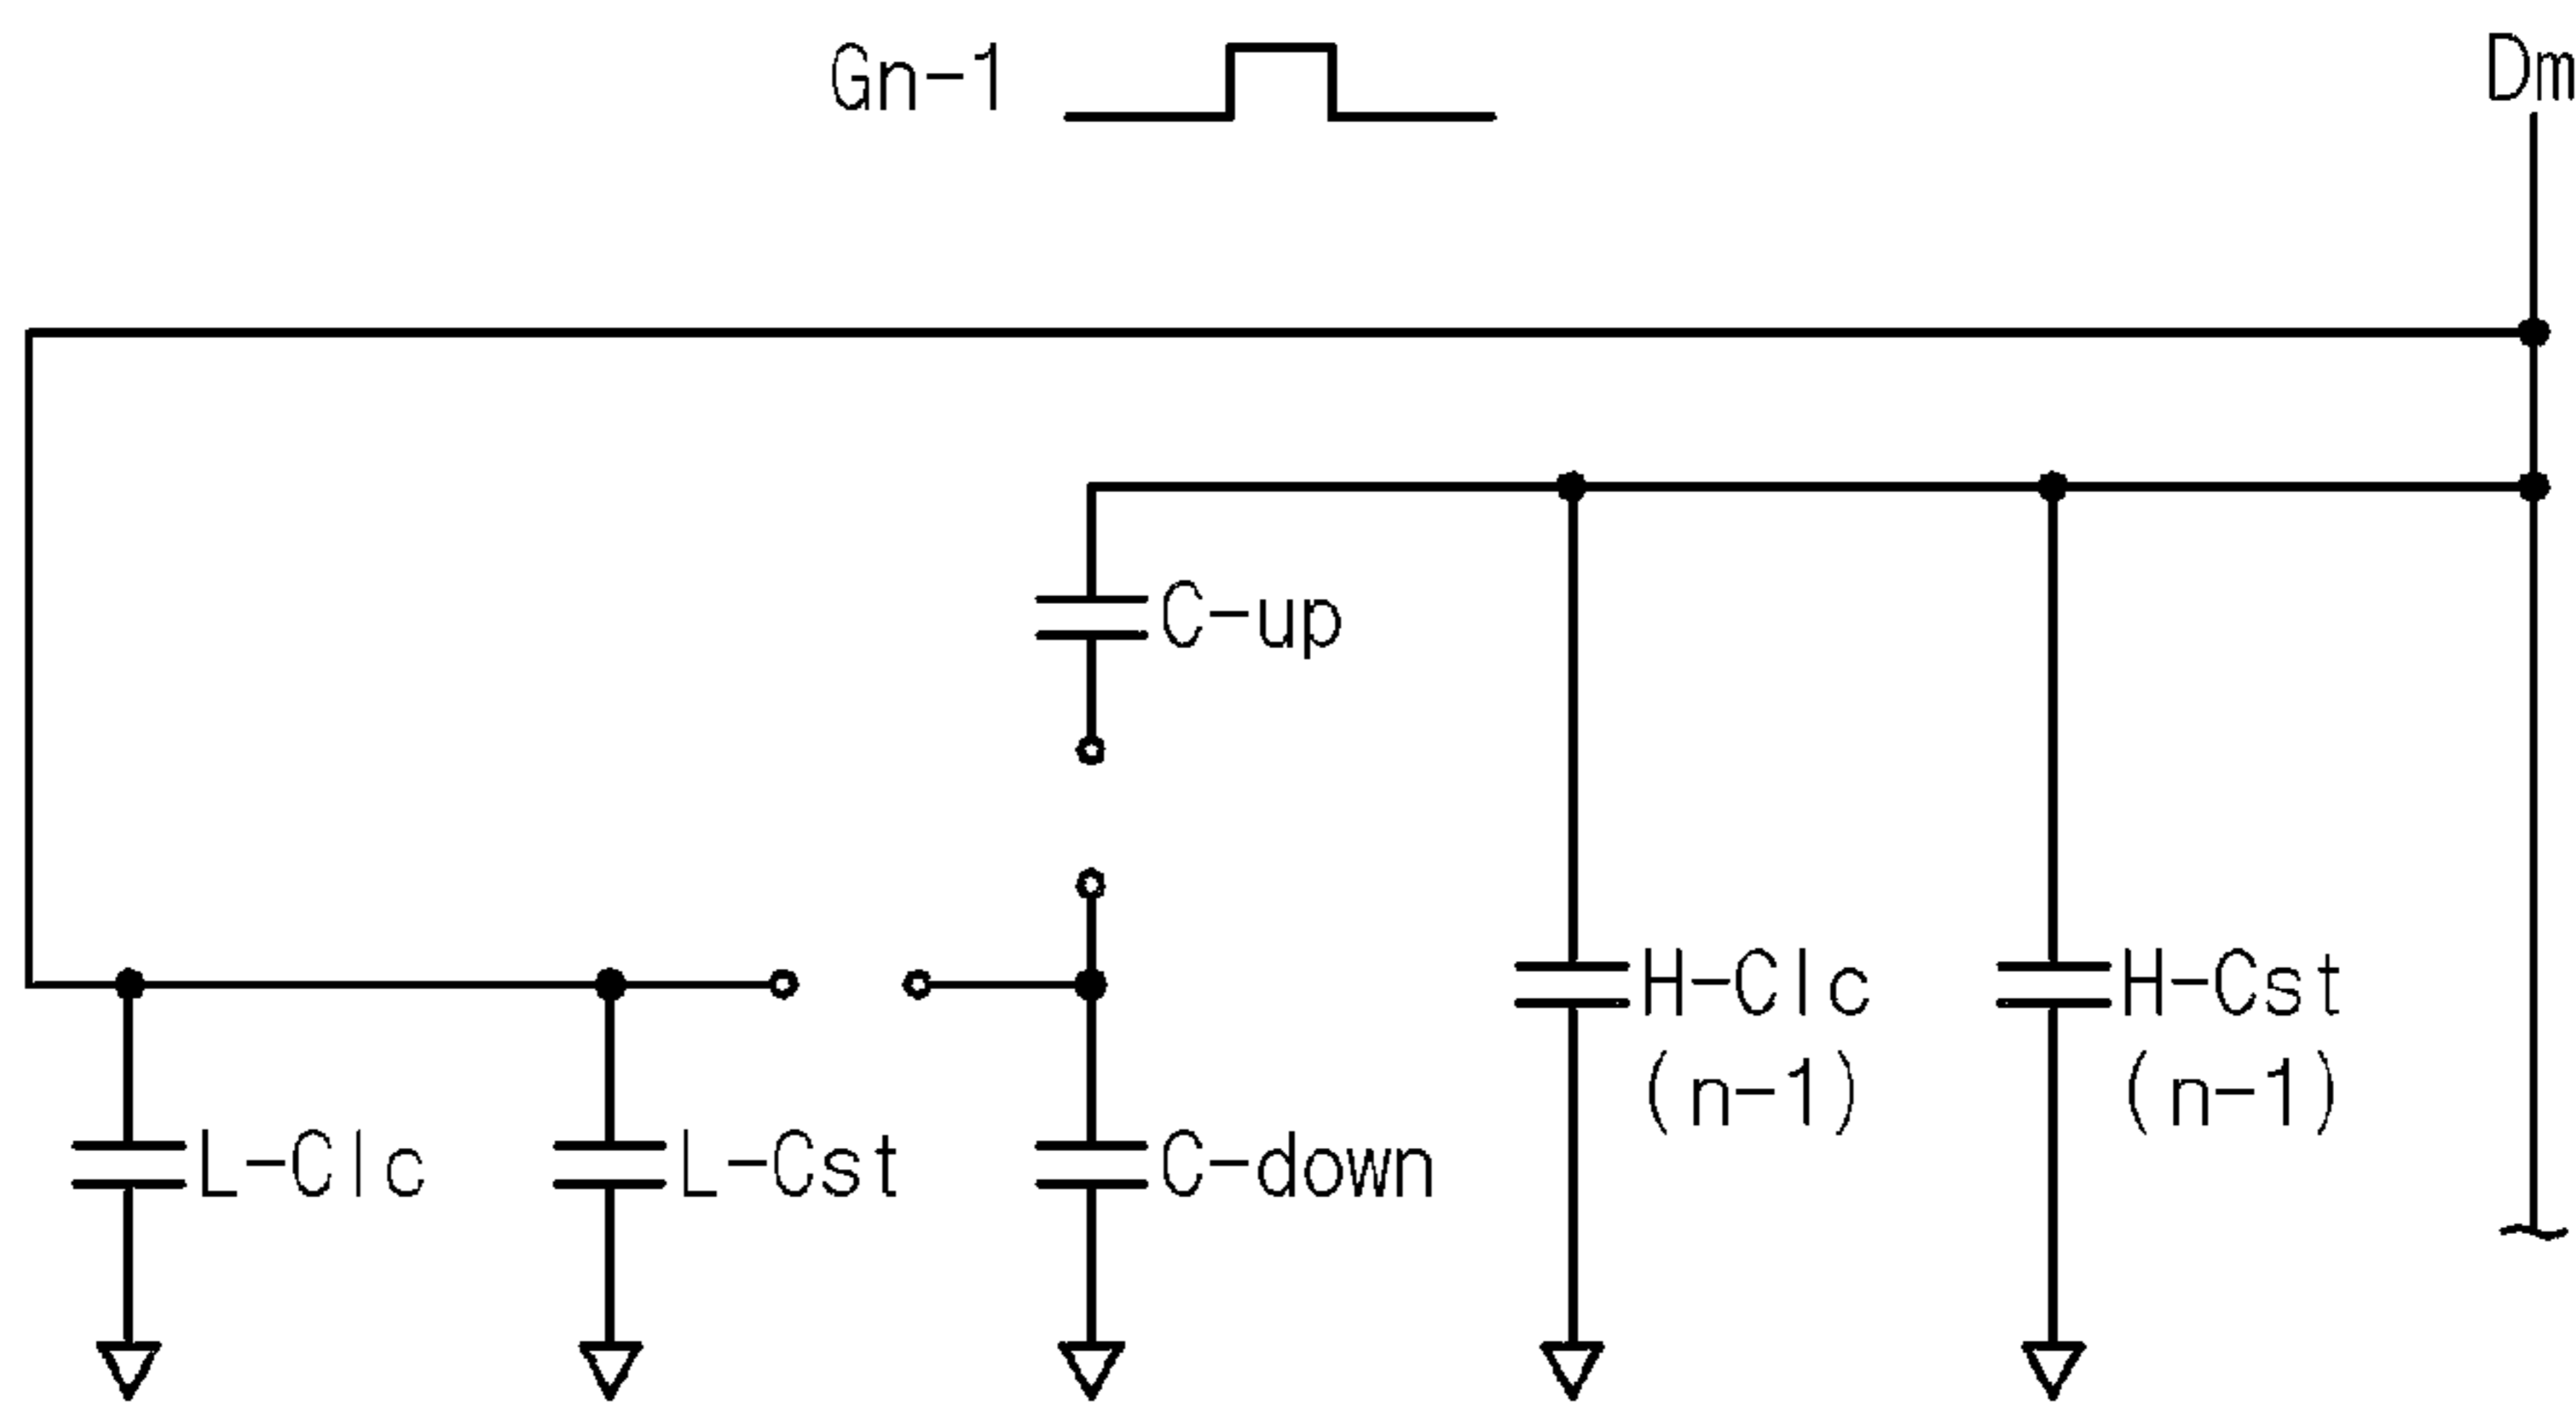 Gn-1
Dm
C-up
H-Clc
(n-1)
H-Cst
(n-1)
L-Clc
L-Cst
C-down